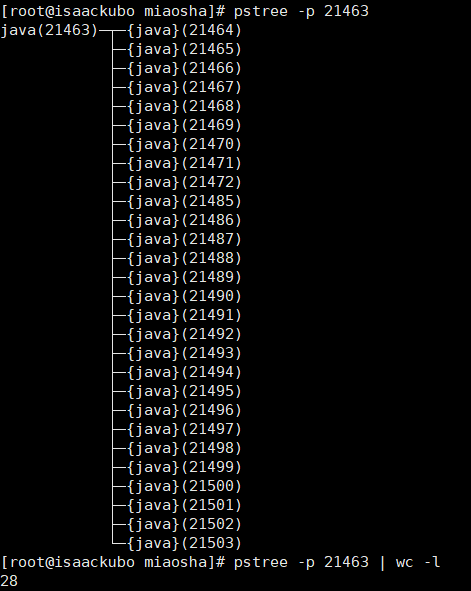 [root@isaackubo miaosha]# pstree -p 21463
java(21463)─┬─{java}(21464)
            ├─{java}(21465)
            ├─{java}(21466)
            ├─{java}(21467)
            ├─{java}(21468)
            ├─{java}(21469)
            ├─{java}(21470)
            ├─{java}(21471)
            ├─{java}(21472)
            ├─{java}(21485)
            ├─{java}(21486)
            ├─{java}(21487)
            ├─{java}(21488)
            ├─{java}(21489)
            ├─{java}(21490)
            ├─{java}(21491)
            ├─{java}(21492)
            ├─{java}(21493)
            ├─{java}(21494)
            ├─{java}(21495)
            ├─{java}(21496)
            ├─{java}(21497)
            ├─{java}(21498)
            ├─{java}(21499)
            ├─{java}(21500)
            ├─{java}(21501)
            ├─{java}(21502)
            └─{java}(21503)
[root@isaackubo miaosha]# pstree -p 21463 | wc -l
28